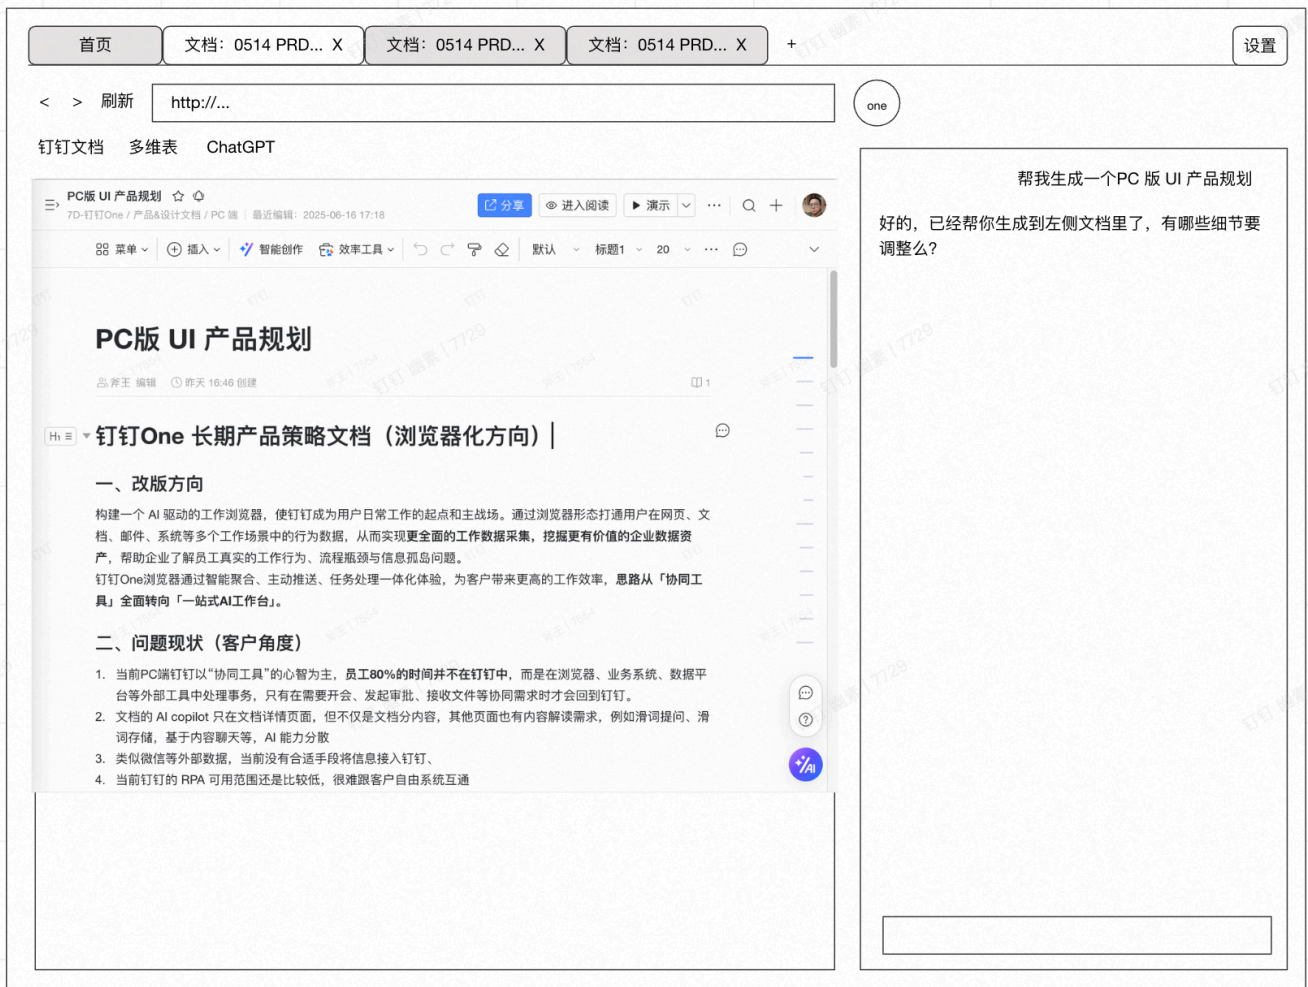 首页
文档：0514 PRD... X
文档：0514 PRD... X
文档：0514 PRD... X
+
设置
< > 刷新
http://...
one
钉钉文档 多维表 ChatGPT
PC版 UI 产品规划
7D-钉钉One / 产品&设计文档 / PC 端 | 最近编辑：2025-06-16 17:18
分享
进入阅读
演示
菜单 插入 智能创作 效率工具 默认 标题1 20
PC版 UI 产品规划
斧王 编辑 昨天 16:46 创建
1
H1
钉钉One 长期产品策略文档（浏览器化方向）
一、改版方向
构建一个 AI 驱动的工作浏览器，使钉钉成为用户日常工作的起点和主战场。通过浏览器形态打通用户在网页、文
档、邮件、系统等多个工作场景中的行为数据，从而实现更全面的工作数据采集，挖掘更有价值的企业数据资
产，帮助企业了解员工真实的工作行为、流程瓶颈与信息孤岛问题。
钉钉One浏览器通过智能聚合、主动推送、任务处理一体化体验，为客户带来更高的工作效率，思路从「协同工
具」全面转向「一站式AI工作台」。
二、问题现状（客户角度）
1. 当前PC端钉钉以“协同工具”的心智为主，员工80%的时间并不在钉钉中，而是在浏览器、业务系统、数据平
台等外部工具中处理事务，只有在需要开会、发起审批、接收文件等协同需求时才会回到钉钉。
2. 文档的 AI copilot 只在文档详情页面，但不仅是文档分内容，其他页面也有内容解读需求，例如滑词提问、滑
词存储，基于内容聊天等，AI 能力分散
3. 类似微信等外部数据，当前没有合适手段将信息接入钉钉、
4. 当前钉钉的 RPA 可用范围还是比较低，很难跟客户自由系统互通
AI
帮我生成一个PC 版 UI 产品规划
好的，已经帮你生成到左侧文档里了，有哪些细节要
调整么？